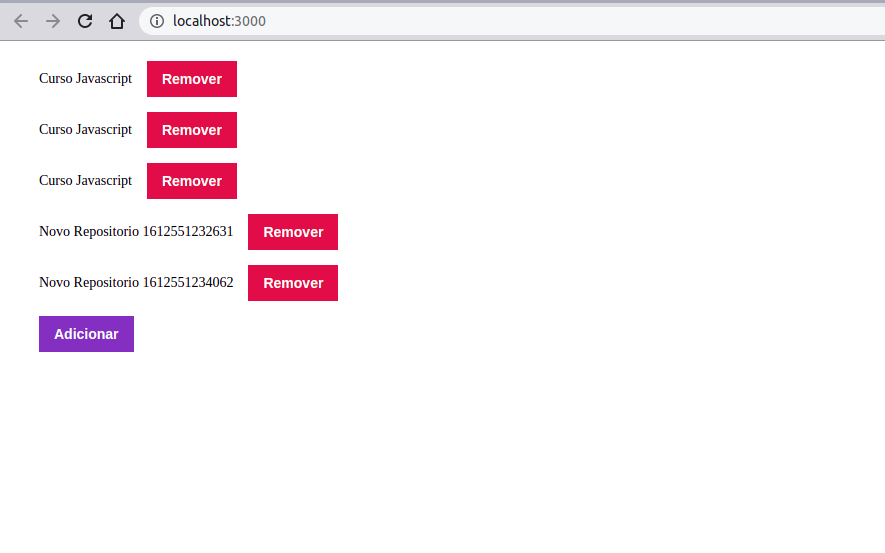 localhost:3000
Curso Javascript Remover
Curso Javascript Remover
Curso Javascript Remover
Novo Repositorio 1612551232631 Remover
Novo Repositorio 1612551234062 Remover
Adicionar